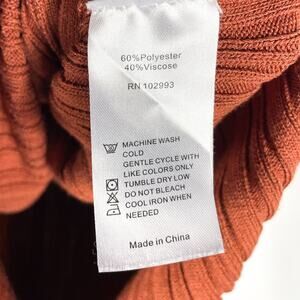 60%Polyester
40%Viscose
RN 102993
MACHINE WASH
COLD
GENTLE CYCLE WITH
LIKE COLORS ONLY
TUMBLE DRY LOW
DO NOT BLEACH
COOL IRON WHEN
NEEDED
Made in China